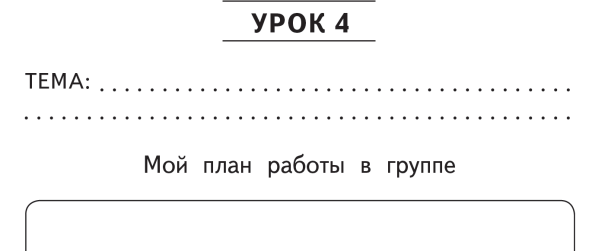 УРОК 4
ТЕМА: . . . . . . . . . . . . . . . . . . . . . . . . . . . . . . . . . . . . . . .
. . . . . . . . . . . . . . . . . . . . . . . . . . . . . . . . . . . . . . . . . . . . .
Мой план работы в группе